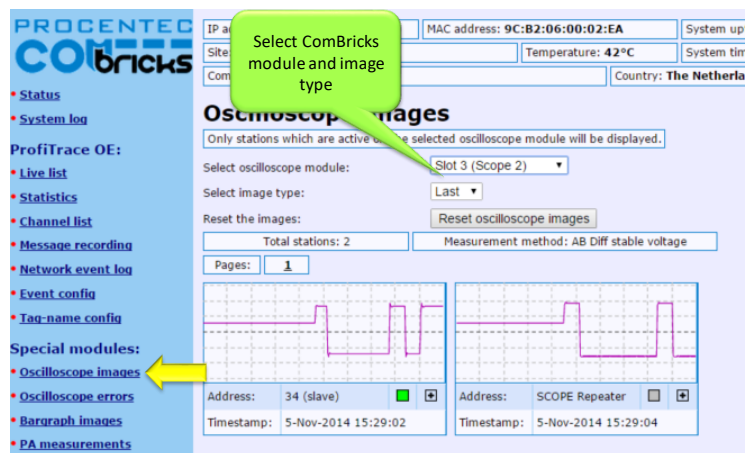 PROCENTEC
COMbricks
• Status
• System log
ProfiTrace OE:
• Live list
• Statistics
• Channel list
• Message recording
• Network event log
• Event config
• Tag-name config
Special modules:
• Oscilloscope images
• Oscilloscope errors
• Bargraph images
• PA measurements
IP a
MAC address: 9C:B2:06:00:02:EA
System up
Site:
Temperature: 42°C
System tim
Com
Country: The Netherla
Select ComBricks
module and image
type
Oscilloscope images
Only stations which are active on the selected oscilloscope module will be displayed.
Select oscilloscope module:
Slot 3 (Scope 2)
Select image type:
Last
Reset the images:
Reset oscilloscope images
Total stations: 2
Measurement method: AB Diff stable voltage
Pages:
1
Address:
34 (slave)
Timestamp:
5-Nov-2014 15:29:02
Address:
SCOPE Repeater
Timestamp:
5-Nov-2014 15:29:04